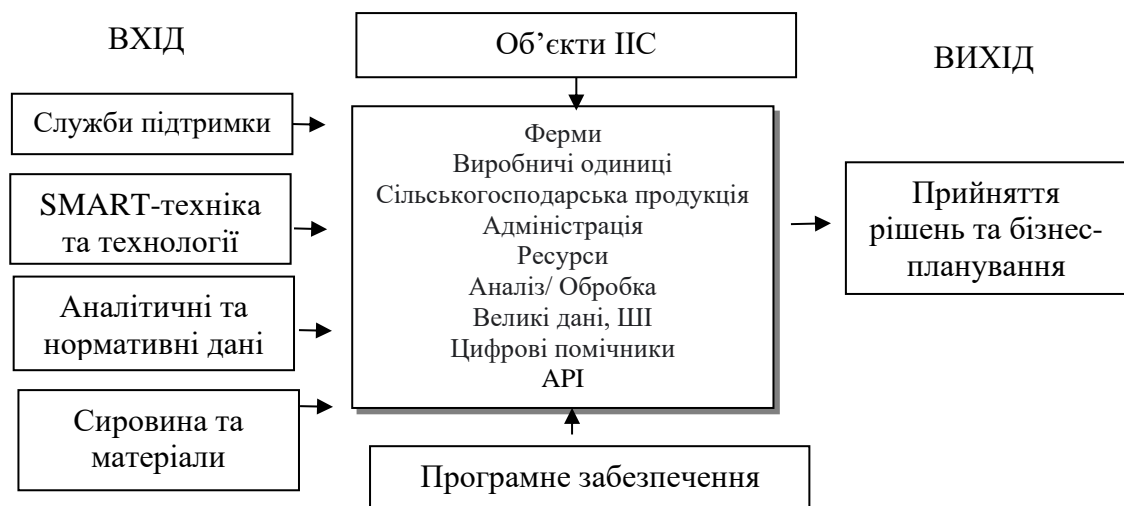 ВХІД
Об’єкти ІІС
ВИХІД
Служби підтримки
SMART-техніка
та технології
Аналітичні та
нормативні дані
Сировина та
матеріали
Ферми
Виробничі одиниці
Сільськогосподарська продукція
Адміністрація
Ресурси
Аналіз/ Обробка
Великі дані, ШІ
Цифрові помічники
API
Прийняття
рішень та бізнес-
планування
Програмне забезпечення